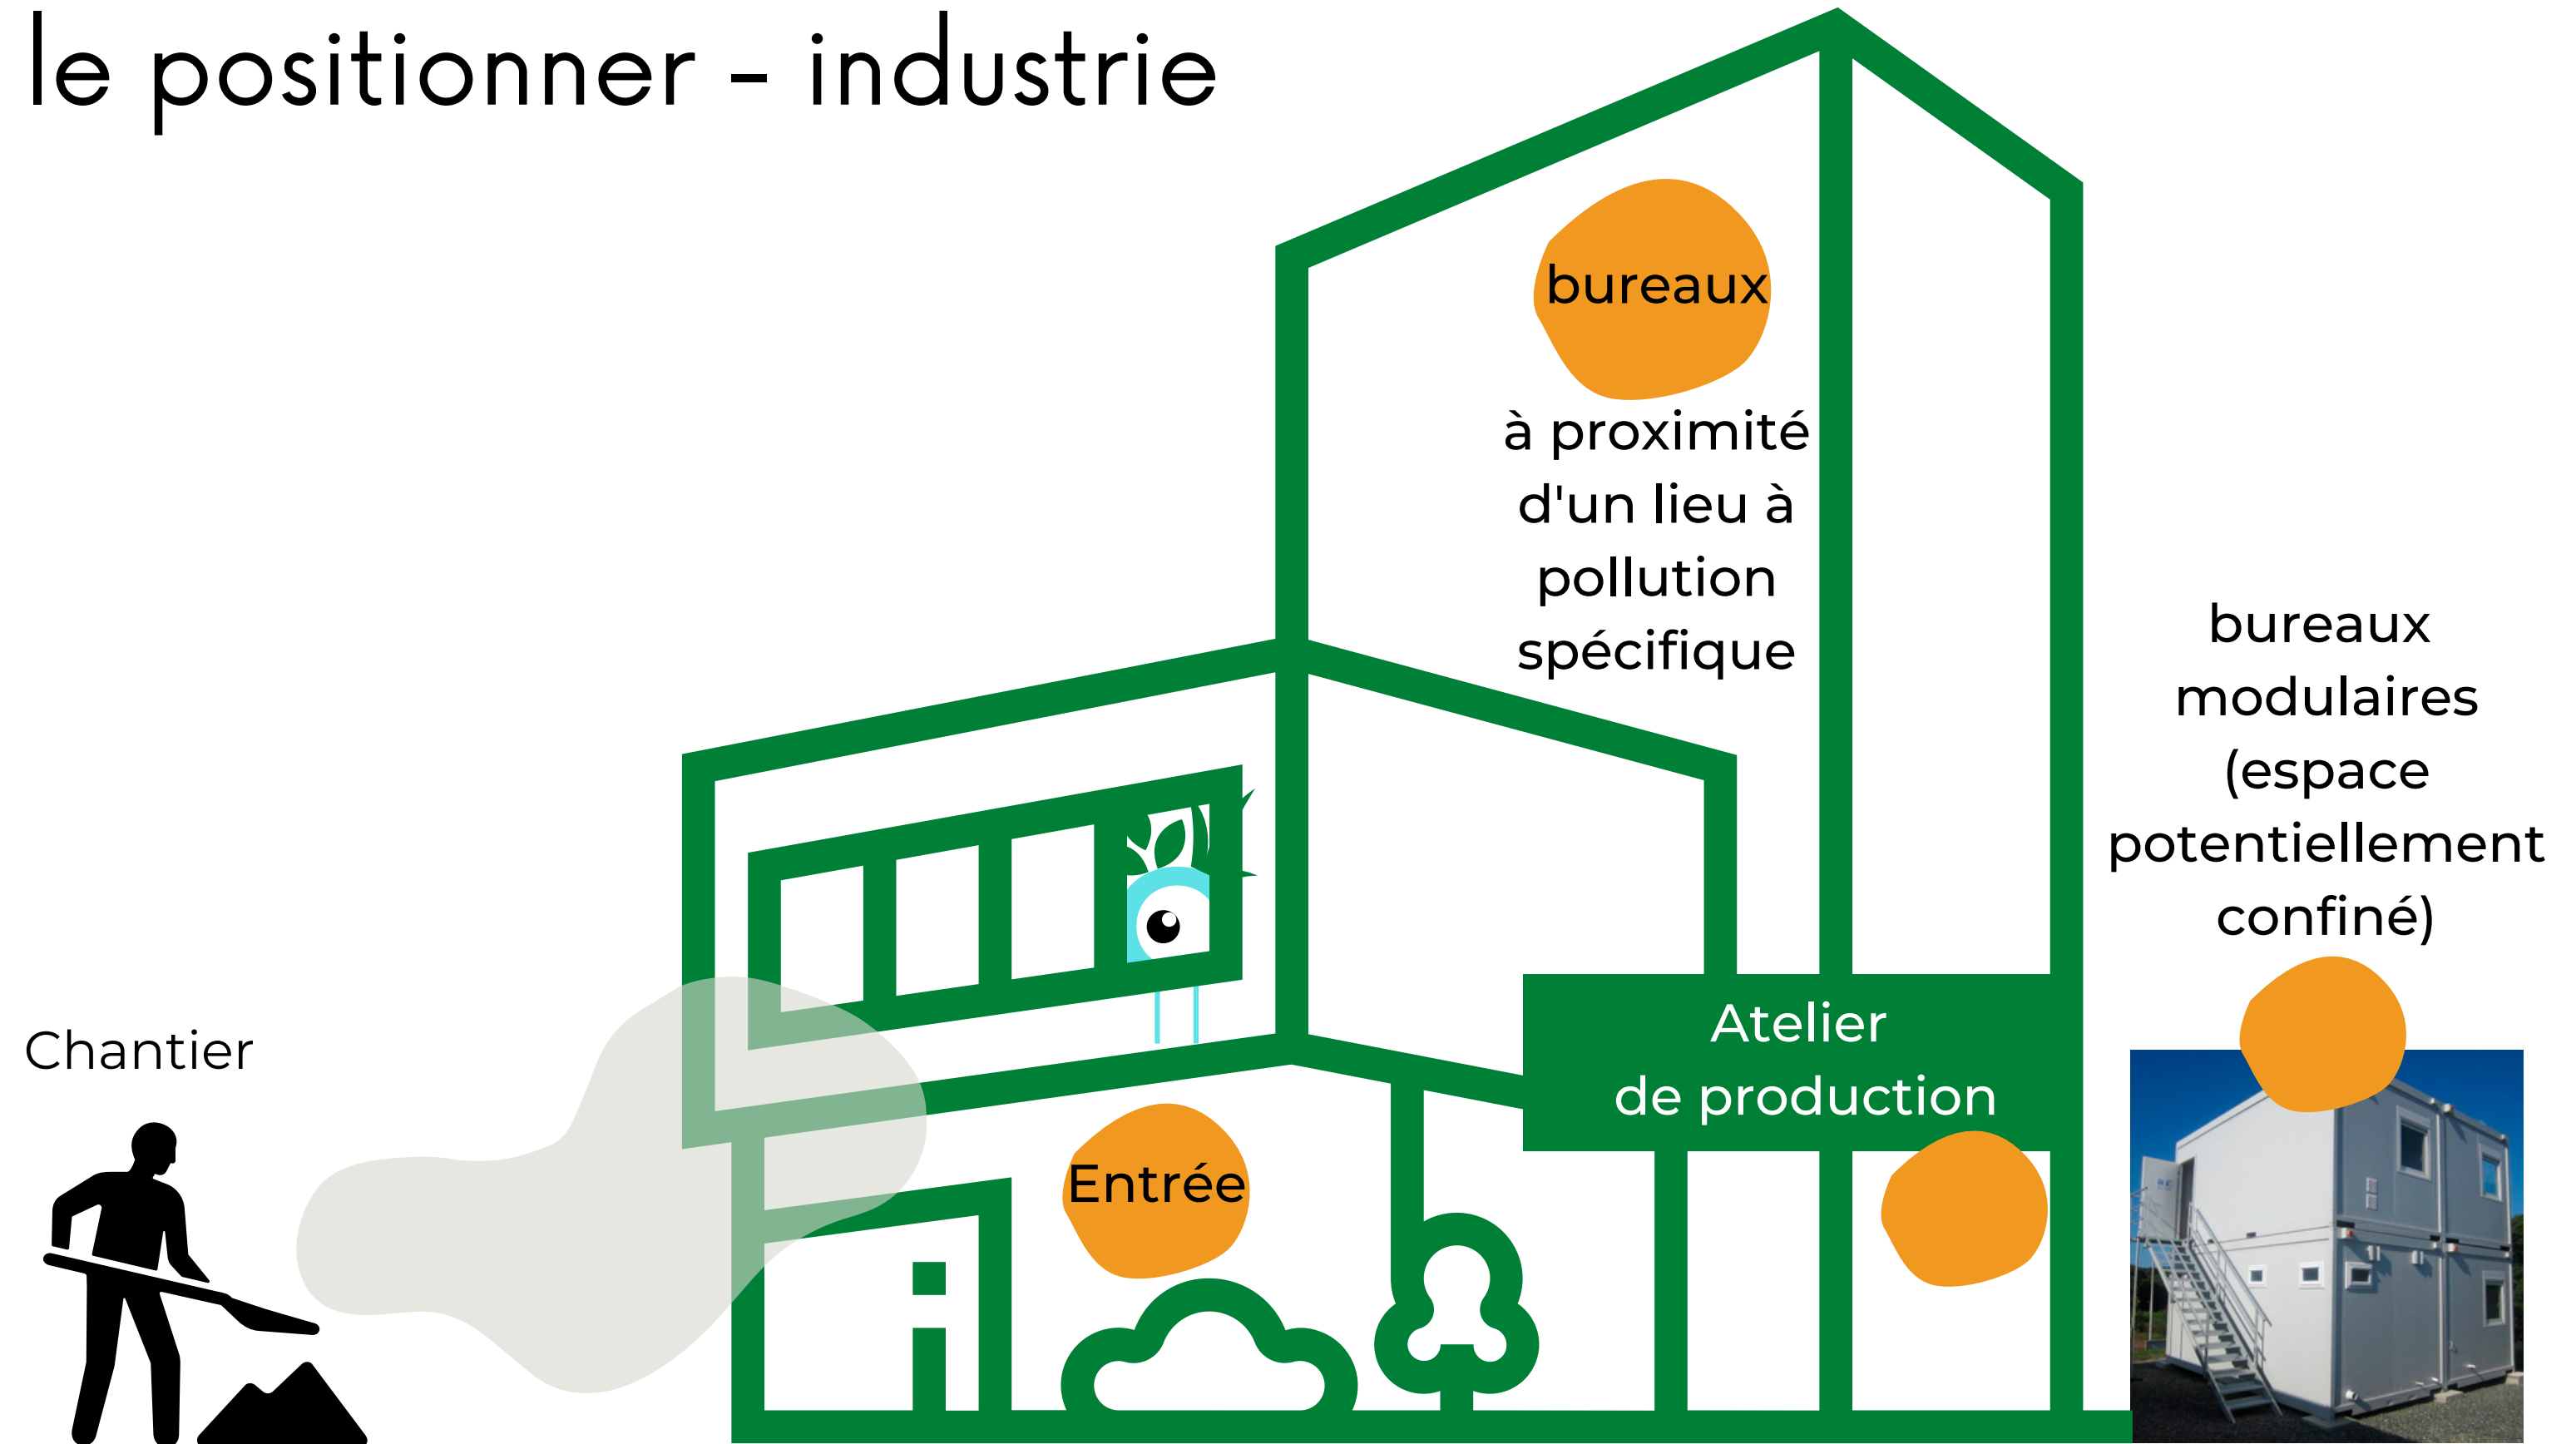 le positionner - industrie
bureaux
à proximité
d'un lieu à
pollution
spécifique
bureaux
modulaires
(espace
potentiellement
confiné)
Chantier
Atelier
de production
Entrée